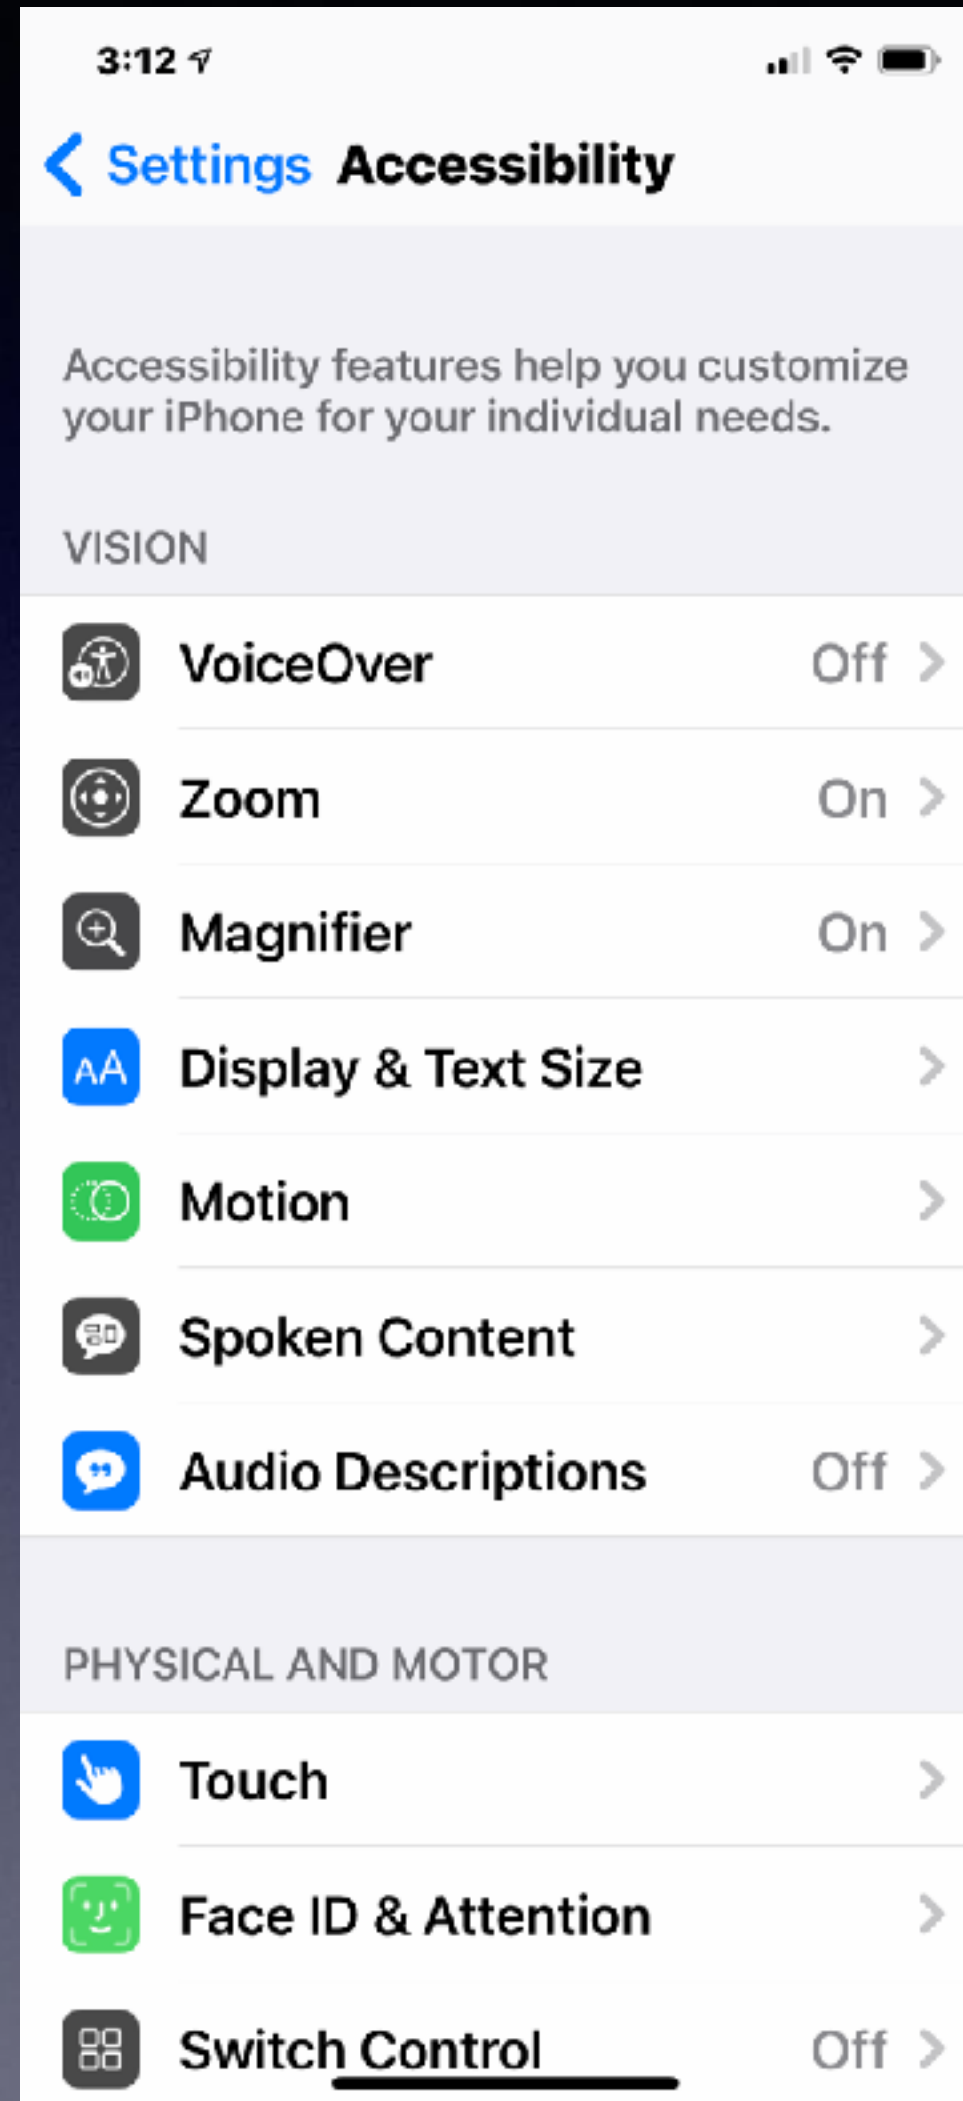 3:12
Settings Accessibility
Accessibility features help you customize
your iPhone for your individual needs.
VISION
VoiceOver Off
Zoom On
Magnifier On
AA Display & Text Size
Motion
Spoken Content
Audio Descriptions Off
PHYSICAL AND MOTOR
Touch
Face ID & Attention
Switch Control Off